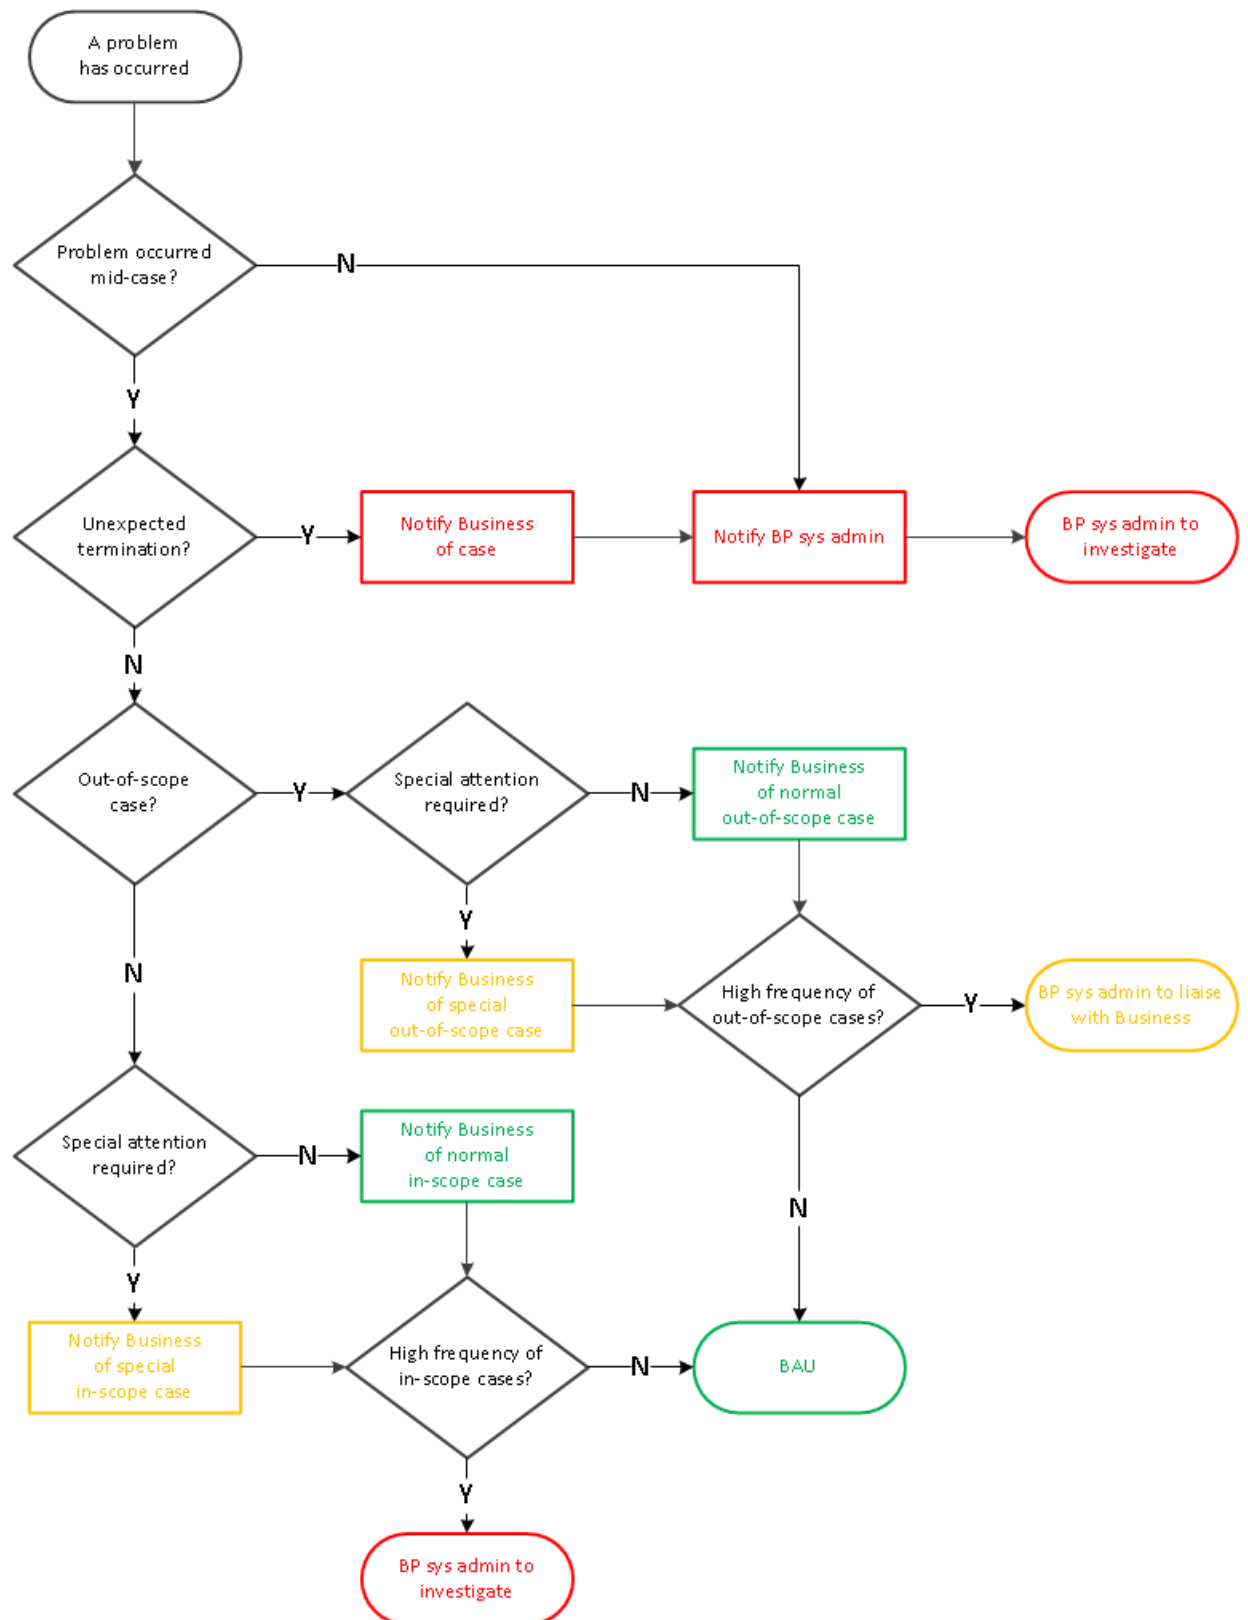 A problem
has occurred
Problem occurred
mid-case?
N
Y
Unexpected
termination?
Y
Notify Business
of case
Notify BP sys admin
BP sys admin to
investigate
N
Out-of-scope
case?
Y
Special attention
required?
N
Notify Business
of normal
out-of-scope case
Y
Notify Business
of special
out-of-scope case
High frequency of
out-of-scope cases?
Y
BP sys admin to liaise
with Business
N
Special attention
required?
N
Notify Business
of normal
in-scope case
N
Y
Notify Business
of special
in-scope case
High frequency of
in-scope cases?
N
BAU
Y
BP sys admin to
investigate